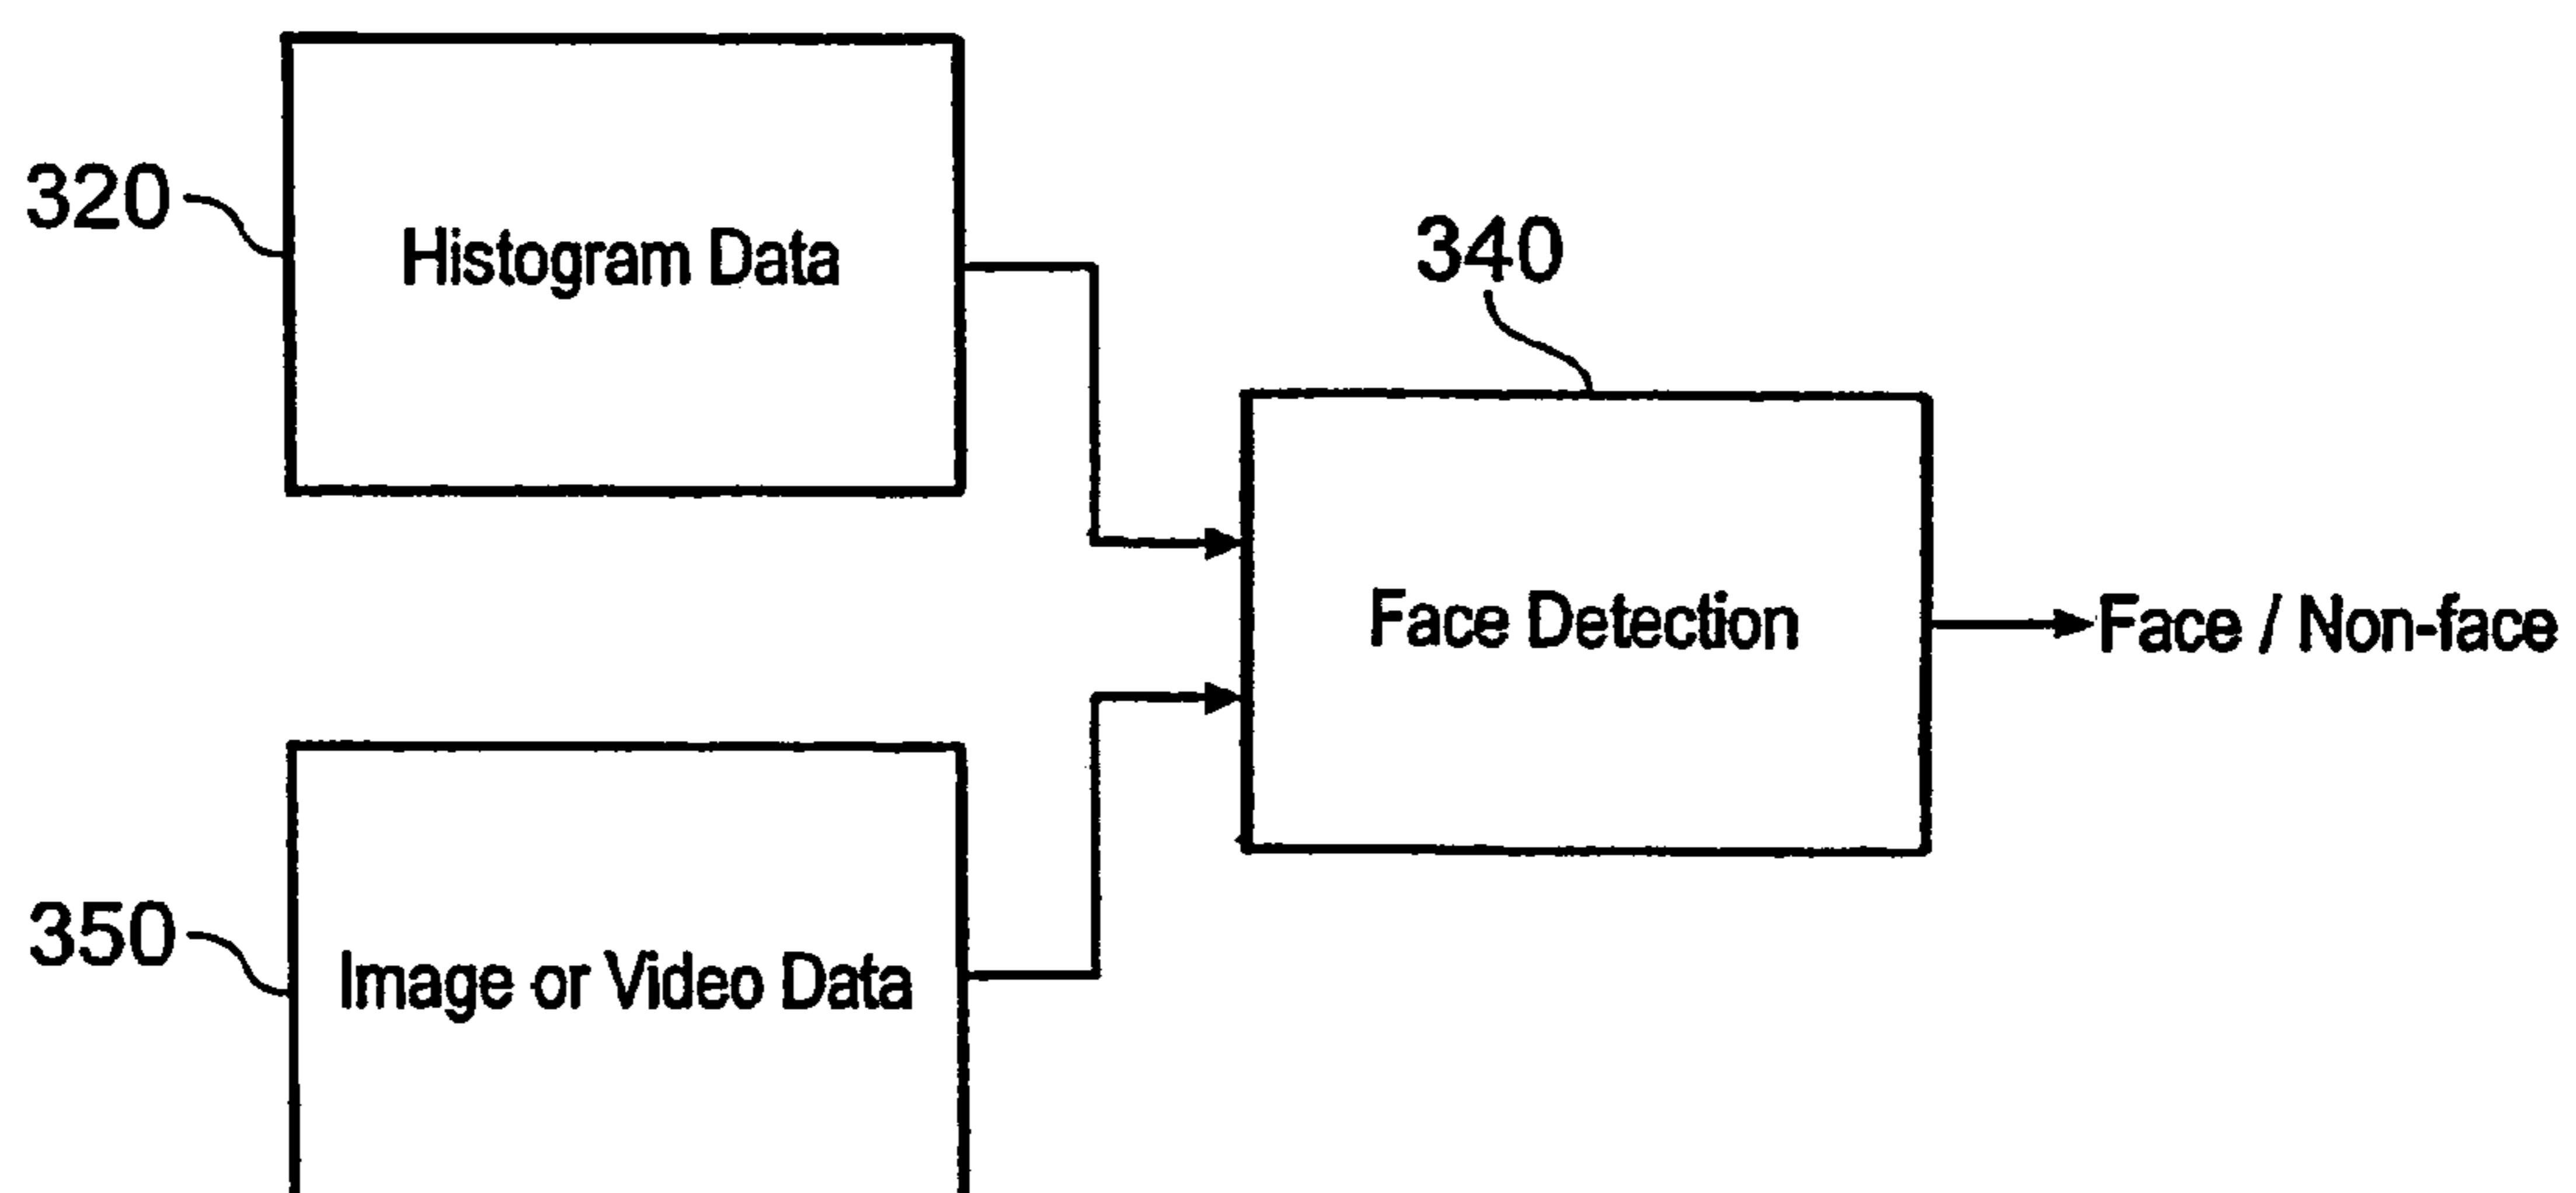 320
Histogram Data
340
Face Detection
Face / Non-face
350
Image or Video Data